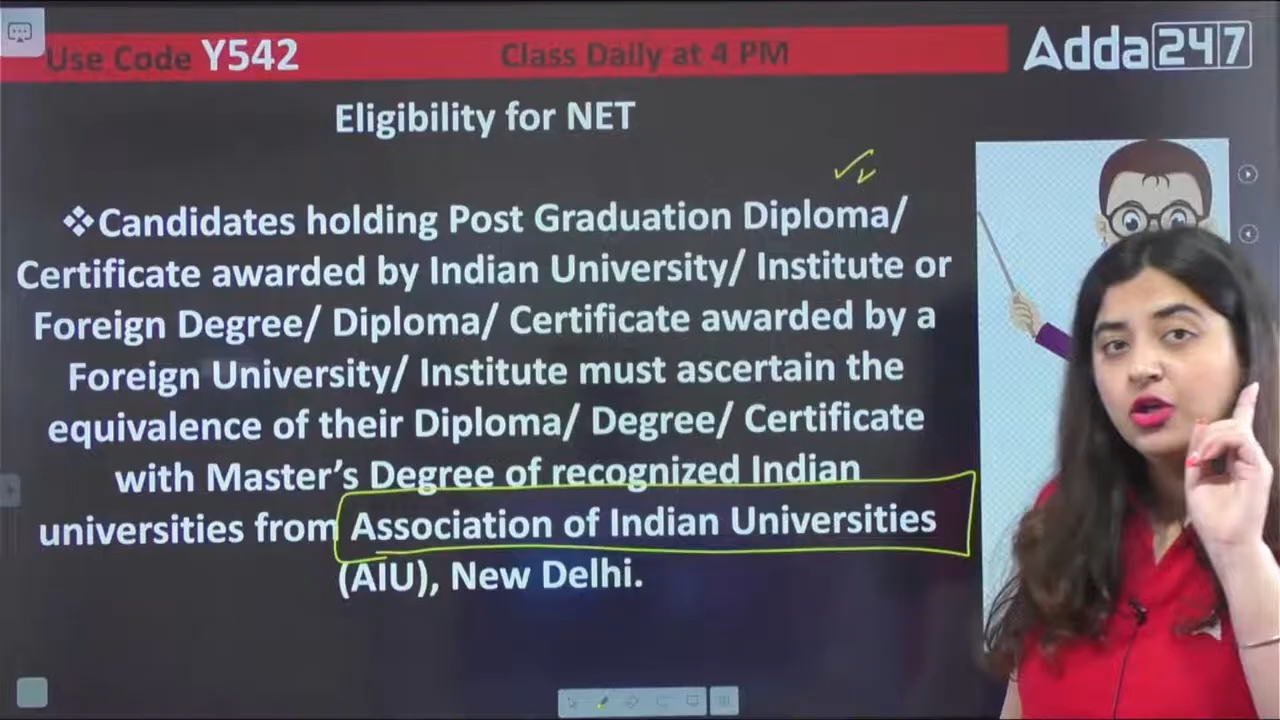 Use Code Y542 Class Daily at 4 PM Adda 247
Eligibility for NET
❖Candidates holding Post Graduation Diploma/
Certificate awarded by Indian University/ Institute or
Foreign Degree/ Diploma/ Certificate awarded by a
Foreign University/ Institute must ascertain the
equivalence of their Diploma/ Degree/ Certificate
with Master’s Degree of recognized Indian
universities from Association of Indian Universities
(AIU), New Delhi.